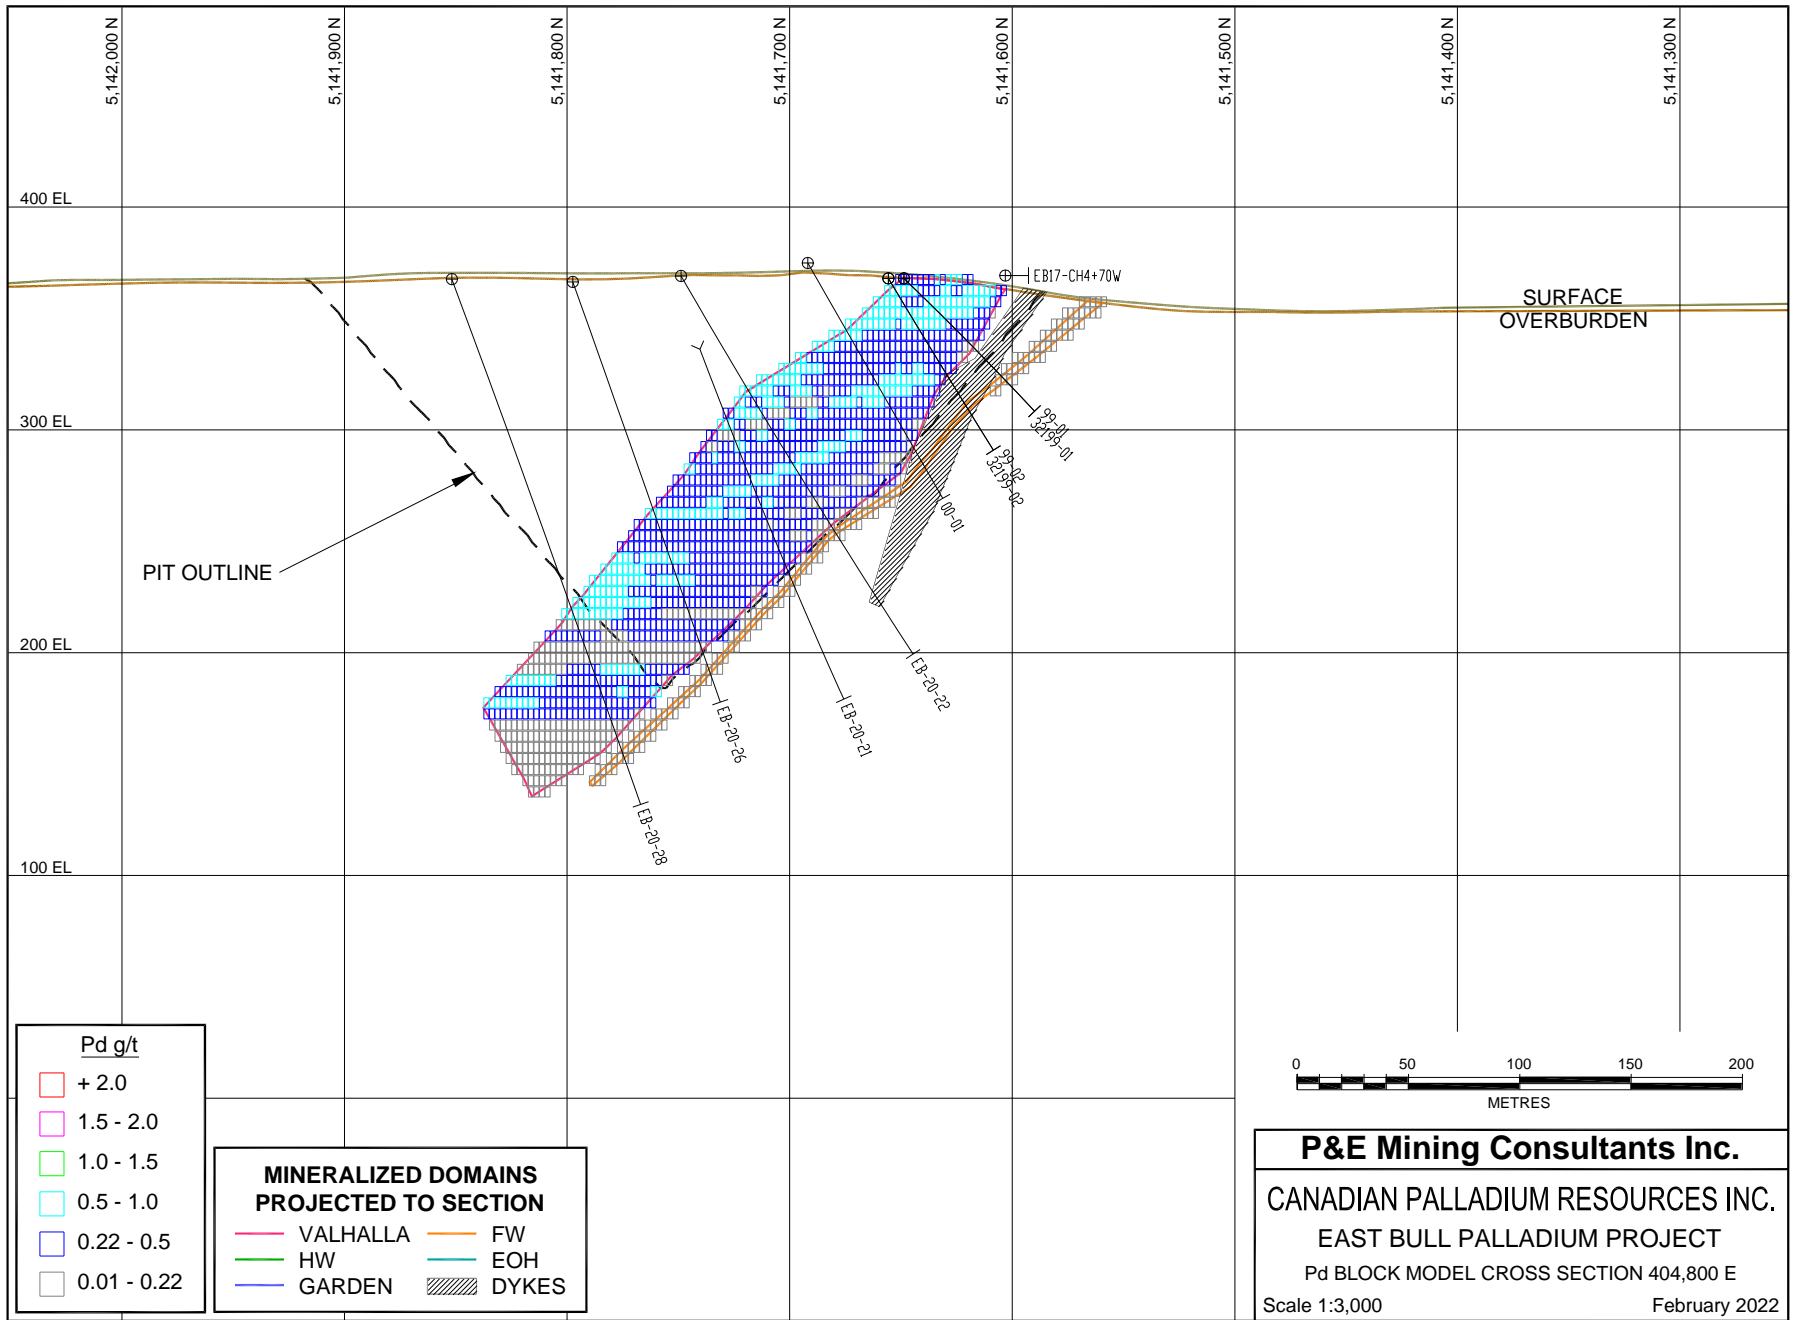 5,142,000 N
5,141,900 N
5,141,800 N
5,141,700 N
5,141,600 N
5,141,500 N
5,141,400 N
5,141,300 N
400 EL
300 EL
200 EL
100 EL
EB17-CH4+70W
SURFACE
OVERBURDEN
99-01
32199-01
99-02
32199-02
00-01
EB-20-22
EB-20-21
EB-20-26
EB-20-28
PIT OUTLINE
Pd g/t
+ 2.0
1.5 - 2.0
1.0 - 1.5
0.5 - 1.0
0.22 - 0.5
0.01 - 0.22
MINERALIZED DOMAINS
PROJECTED TO SECTION
VALHALLA
FW
HW
EOH
GARDEN
DYKES
0 50 100 150 200
METRES
P&E Mining Consultants Inc.
CANADIAN PALLADIUM RESOURCES INC.
EAST BULL PALLADIUM PROJECT
Pd BLOCK MODEL CROSS SECTION 404,800 E
Scale 1:3,000 February 2022